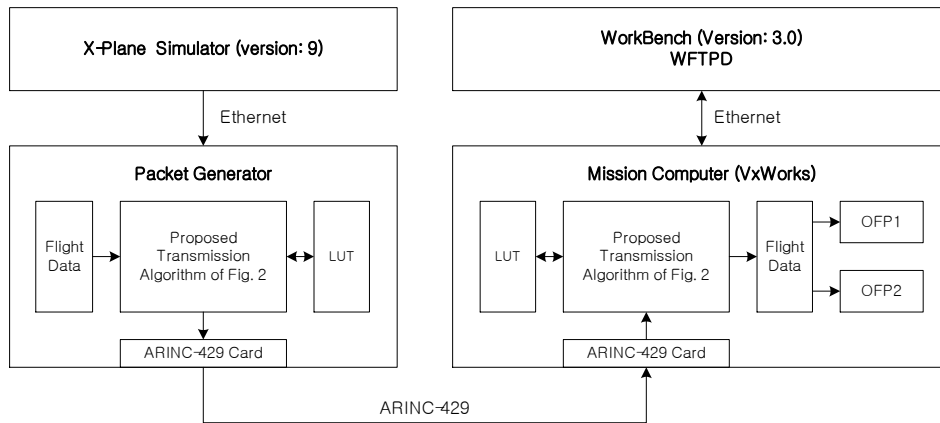 X-Plane Simulator (version: 9)
WorkBench (Version: 3.0)
WFTPD
Ethernet
Ethernet
Packet Generator
Flight
Data
Proposed
Transmission
Algorithm of Fig. 2
LUT
ARINC-429 Card
Mission Computer (VxWorks)
LUT
Proposed
Transmission
Algorithm of Fig. 2
Flight
Data
OFP1
OFP2
ARINC-429 Card
ARINC-429